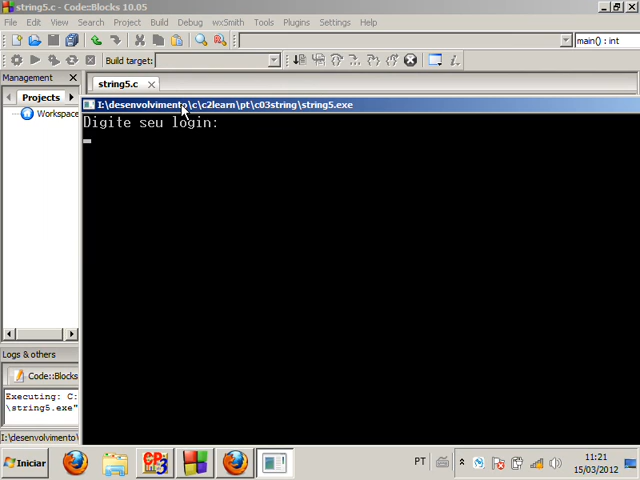 string5.c - Code::Blocks 10.05
File Edit View Search Project Build Debug wxSmith Tools Plugins Settings Help
main() : int
Build target:
Management
string5.c
Projects
Workspace
I:\desenvolvimento\c\c2learn\pt\c03string\string5.exe
Digite seu login:
Logs & others
Code::Blocks
Executing: C:
\string5.exe"
I:\desenvolvimento\
Iniciar
PT
11:21
15/03/2012